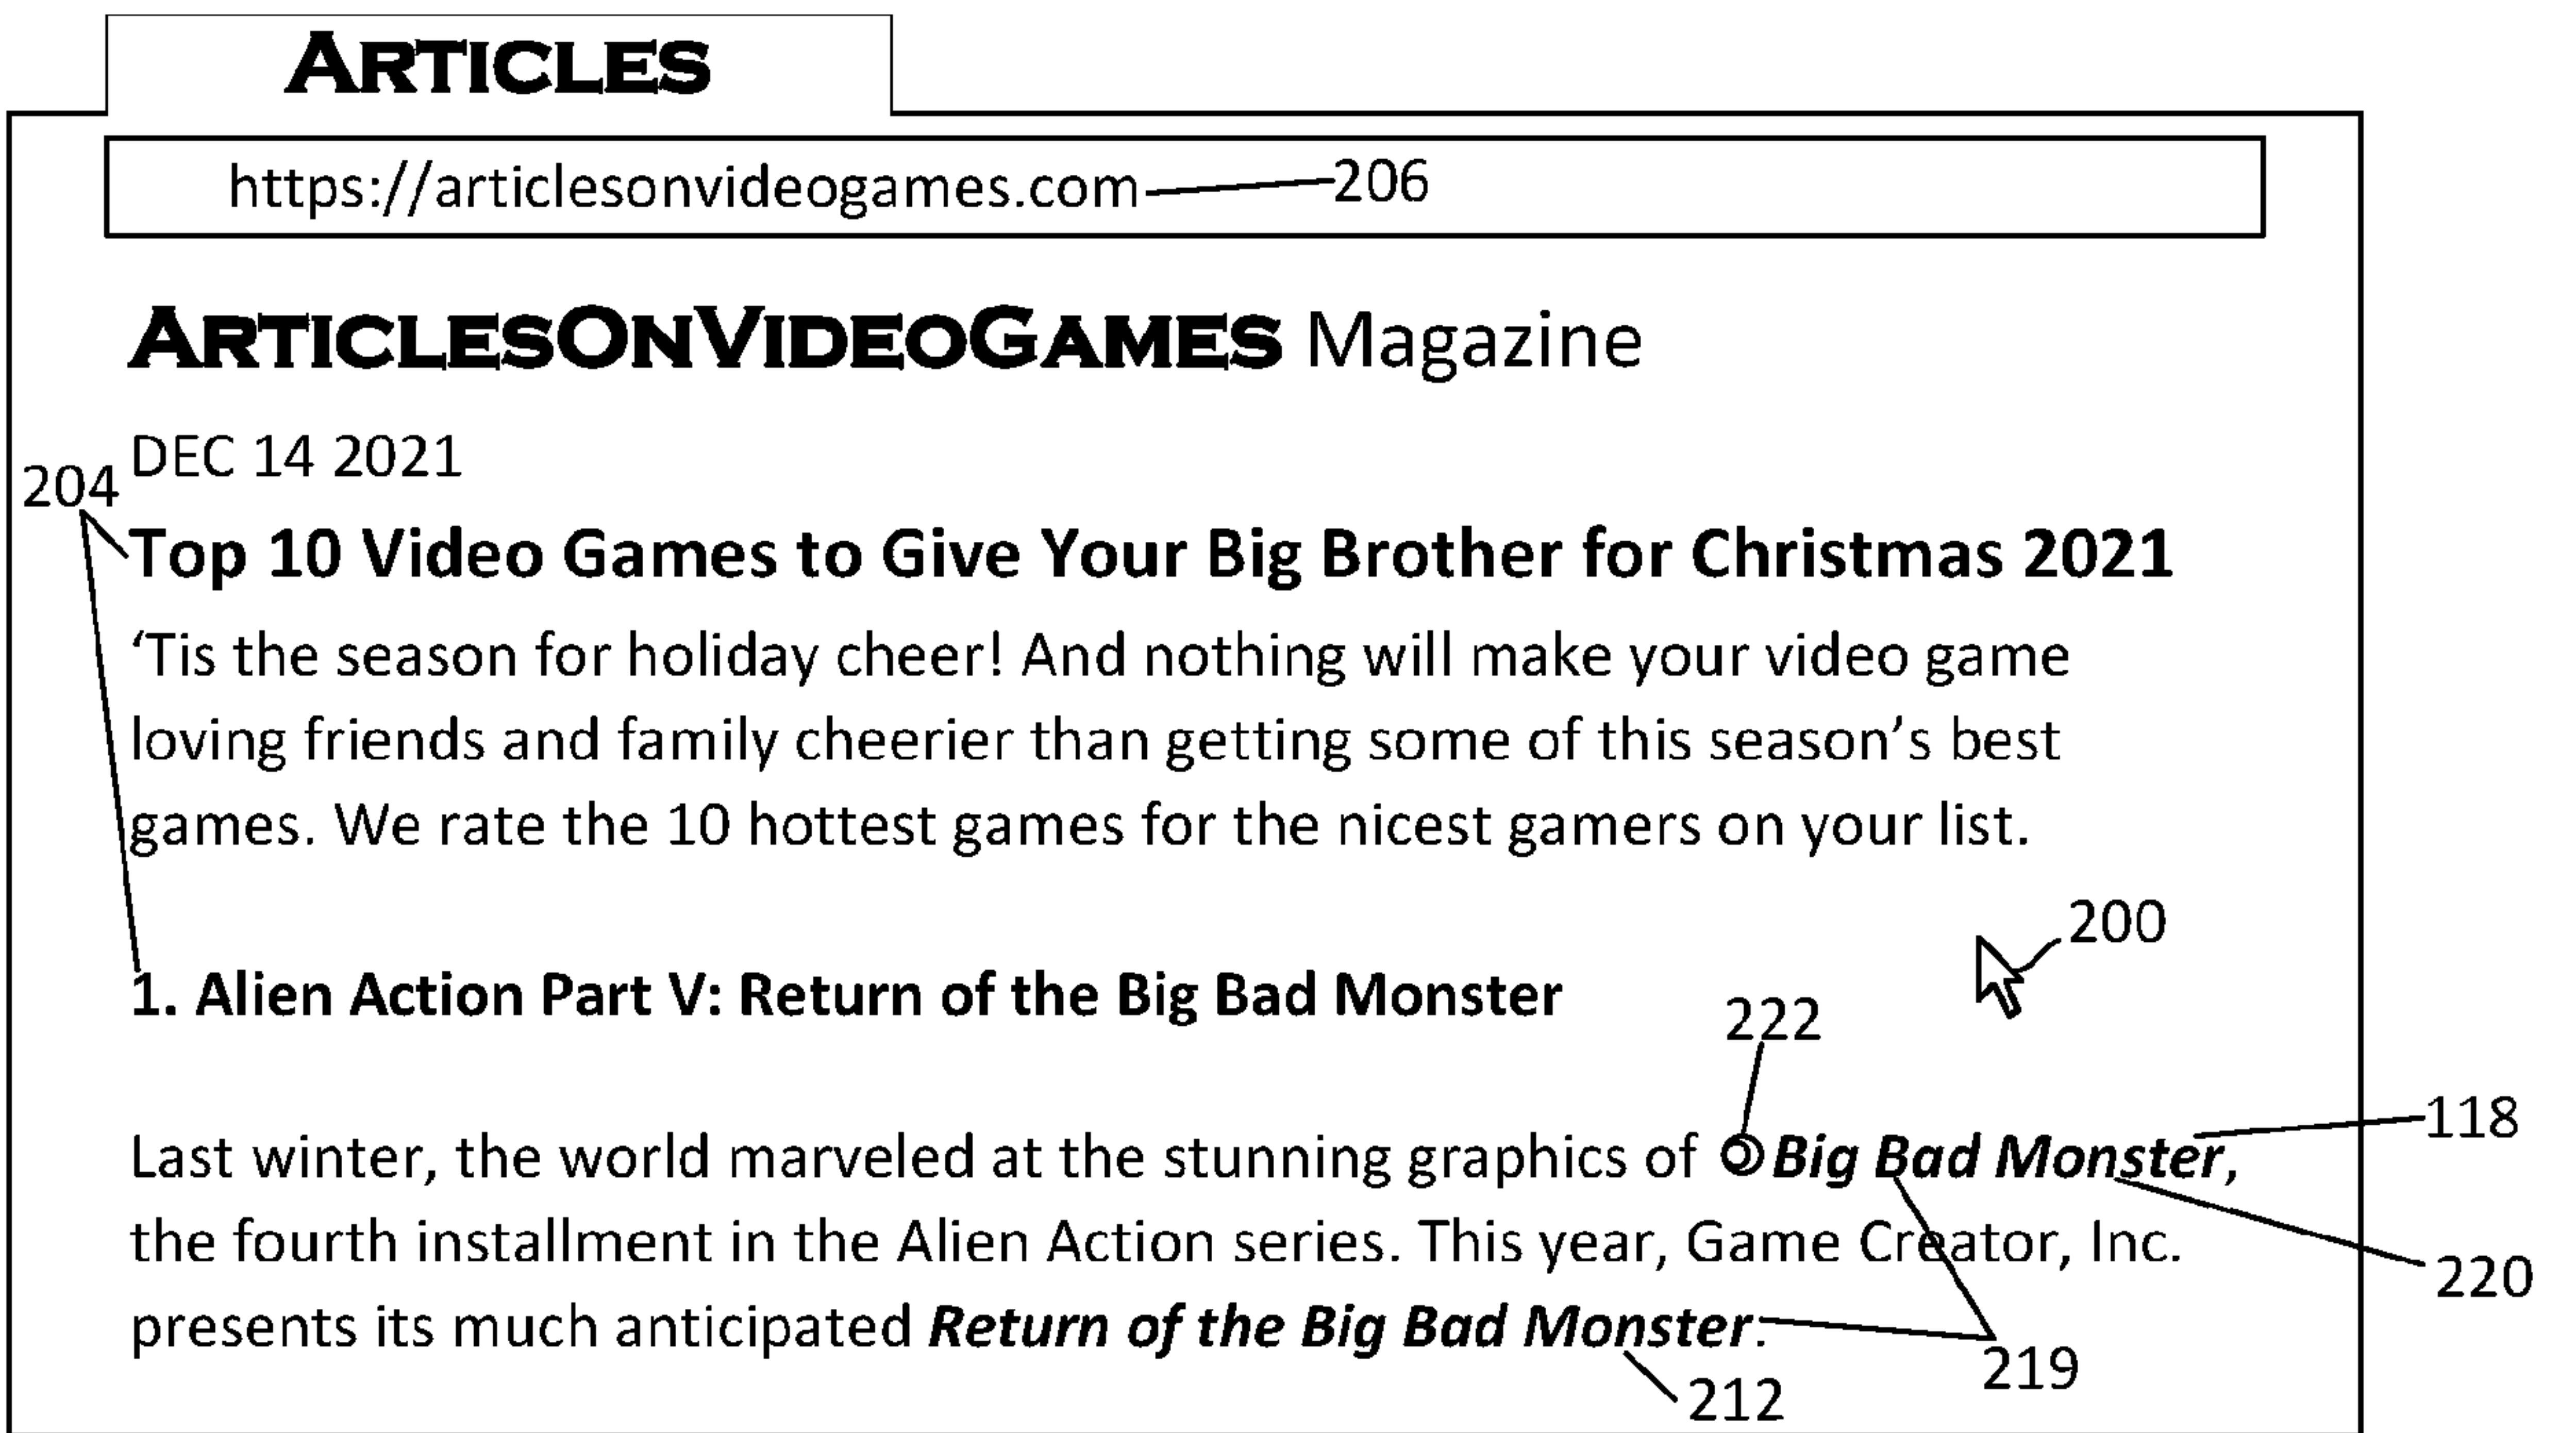 ARTICLES
https://articlesonvideogames.com 206
ARTICLESONVIDEOGAMES Magazine
DEC 14 2021
204
Top 10 Video Games to Give Your Big Brother for Christmas 2021
‘Tis the season for holiday cheer! And nothing will make your video game
loving friends and family cheerier than getting some of this season’s best
games. We rate the 10 hottest games for the nicest gamers on your list.
200
1. Alien Action Part V: Return of the Big Bad Monster
222
118
Last winter, the world marveled at the stunning graphics of Big Bad Monster,
the fourth installment in the Alien Action series. This year, Game Creator, Inc.
220
presents its much anticipated Return of the Big Bad Monster.
219
212